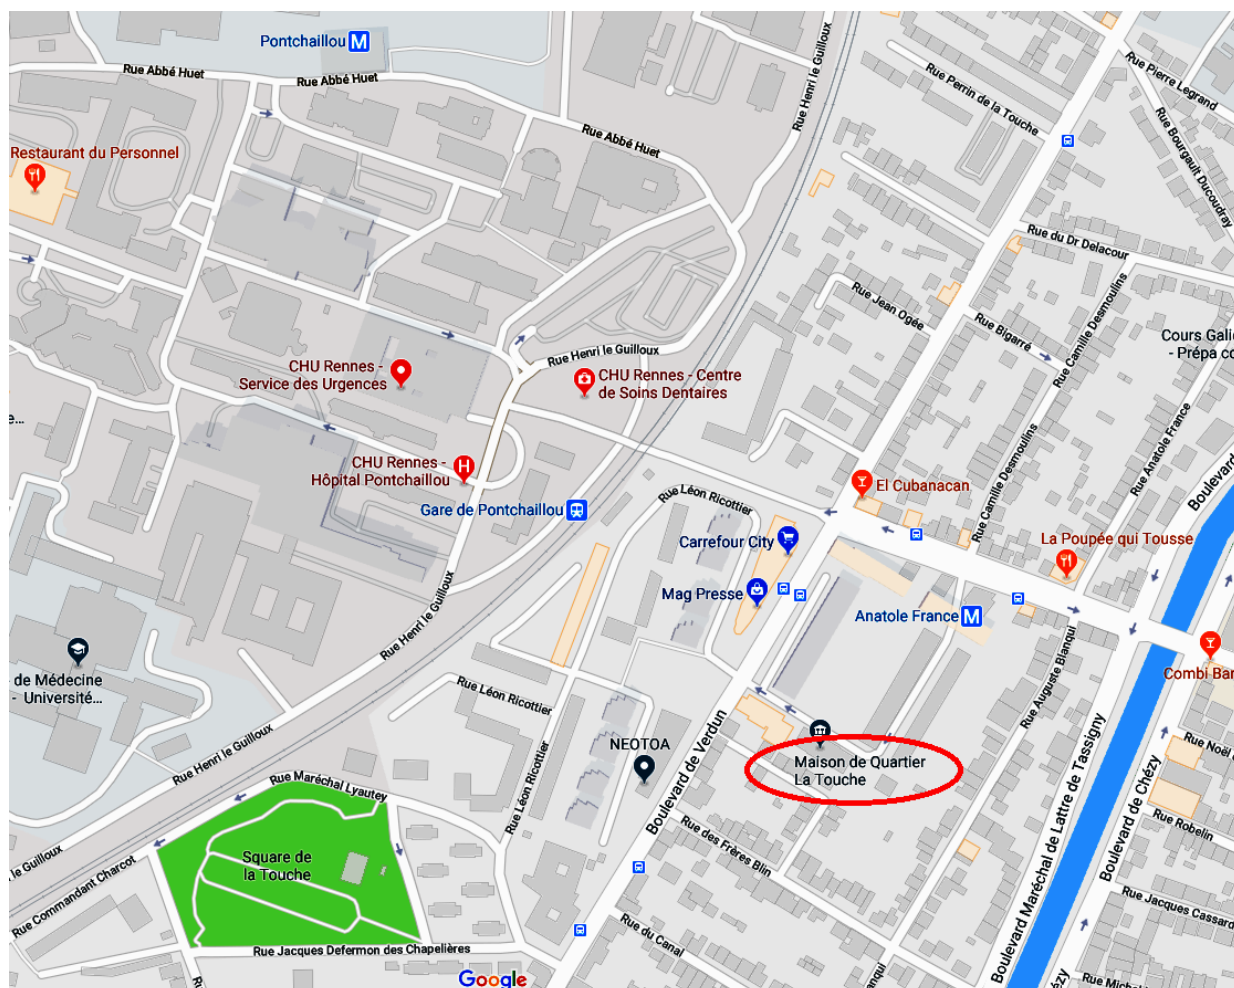 Pontchaillou M
Rue Abbé Huet
Rue Abbé Huet
Rue Abbé Huet
Rue Henri le Guilloux
Rue Pierre Legrand
Rue Perrin de la Touche
Rue Bourgault Ducoudray
Restaurant du Personnel
Rue du Dr Delacour
Rue Jean Ogée
Rue Bigarré
Rue Camille Desmoulins
Cours Galie
- Prépa co
Rue Henri le Guilloux
CHU Rennes -
Service des Urgences
CHU Rennes - Centre
de Soins Dentaires
e...
Rue Anatole France
CHU Rennes -
Hôpital Pontchaillou
H
El Cubanacan
Rue Camille Desmoulins
Boulevard
Rue Léon Ricottier
Gare de Pontchaillou
Carrefour City
La Poupée qui Tousse
Mag Presse
Anatole France M
Rue Henri le Guilloux
Rue Auguste Blanqui
Combi Bar
de Médecine
- Université...
Rue Léon Ricottier
NEOTOA
Boulevard de Verdun
Maison de Quartier
La Touche
Rue Noël d
Rue Henri le Guilloux
Rue Maréchal Lyautey
Rue Léon Ricottier
Boulevard Maréchal de Lattre de Tassigny
Boulevard de Chézy
Rue Robelin
Rue des Frères Blin
Square de
la Touche
le Guilloux
Rue Commandant Charcot
Rue Jacques Cassard
Rue Jacques Defermon des Chapelières
Rue du Canal
anqui
Chézy
Rue Michel
Google